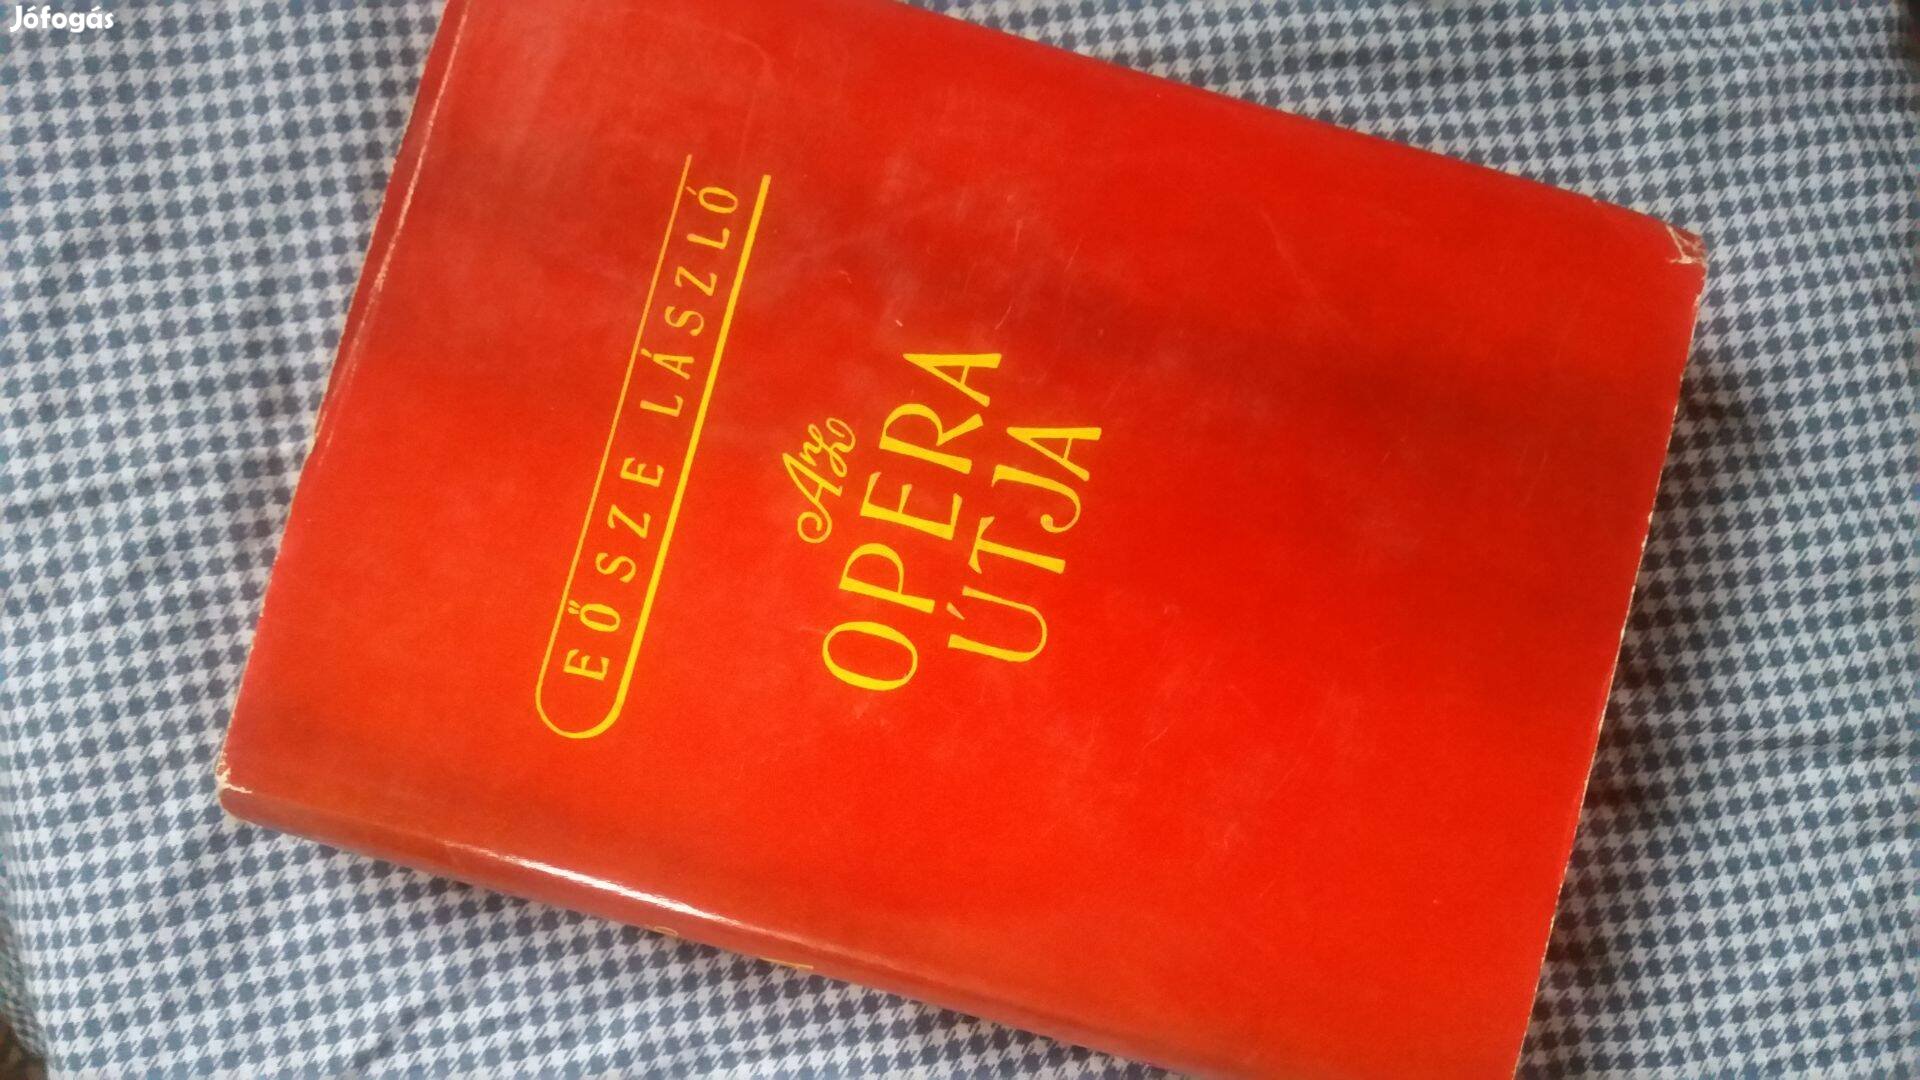 Jófogás
EŐSZE LÁSZLÓ
Az
OPERA
ÚTJA